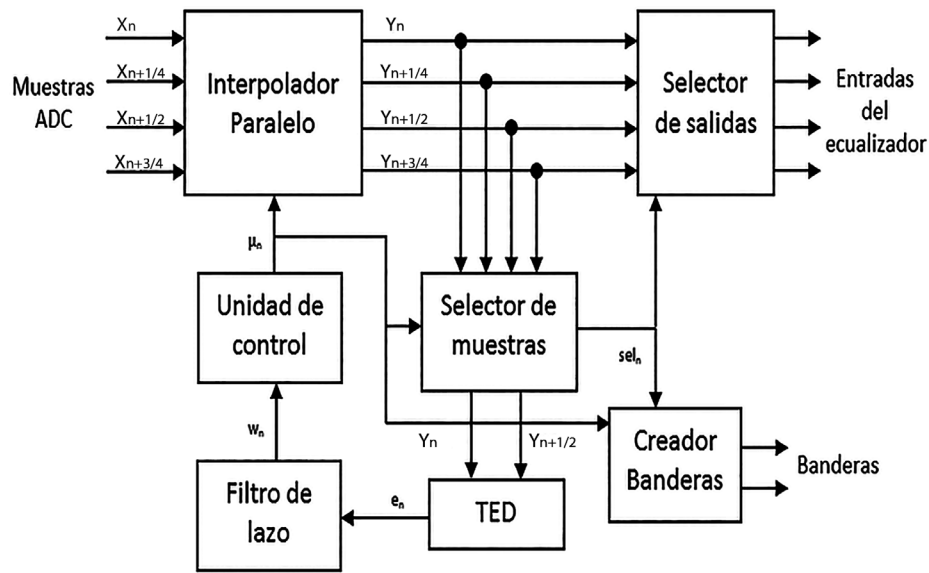 Muestras
ADC
Xn
Xn+1/4
Xn+1/2
Xn+3/4
Interpolador
Paralelo
Yn
Yn+1/4
Yn+1/2
Yn+3/4
Selector
de salidas
Entradas
del
ecualizador
μn
Unidad de
control
Selector de
muestras
seln
wn
Yn
Yn+1/2
Creador
Banderas
Banderas
Filtro de
lazo
en
TED